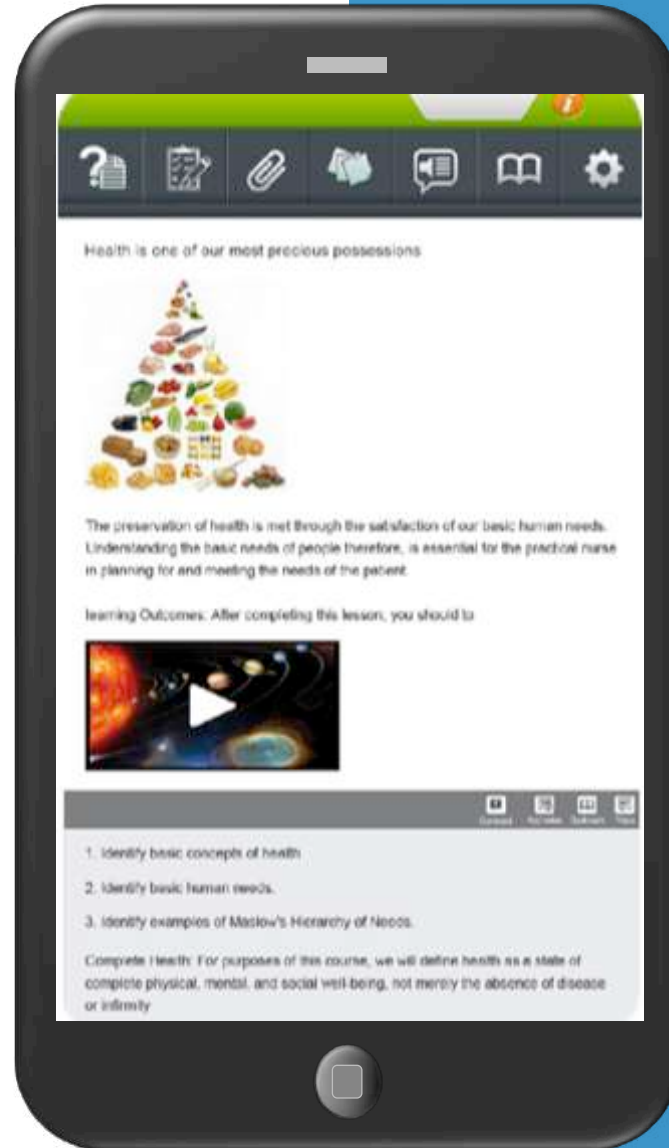 Health is one of our most precious possessions
The preservation of health is met through the satisfaction of our basic human needs.
Understanding the basic needs of people therefore, is essential for the practical nurse
in planning for and meeting the needs of the patient.
learning Outcomes: After completing this lesson, you should to
1. Identify basic concepts of health
2. Identify basic human needs.
3. Identify examples of Maslow's Hierarchy of Needs.
Complete Health: For purposes of this course, we will define health as a state of
complete physical, mental, and social well-being, not merely the absence of disease
or infirmity